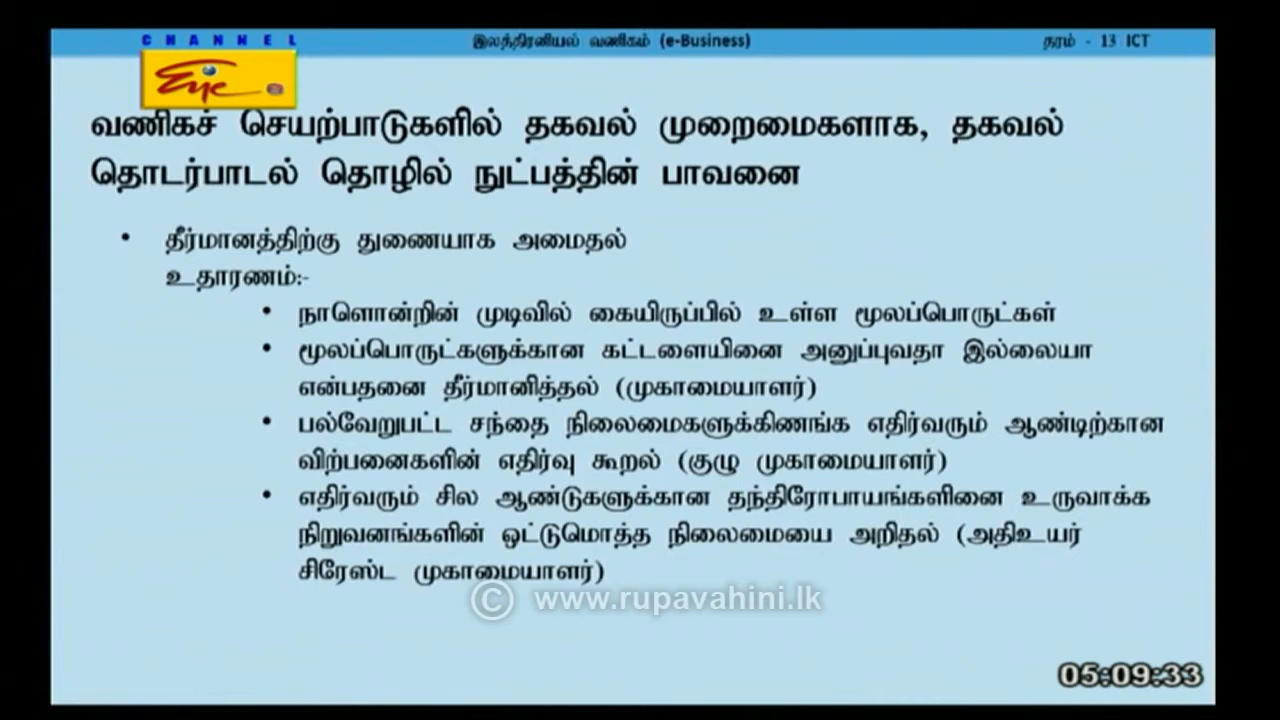 CHANNEL
Eye
இலத்திரனியல் வணிகம் (e-Business)
தரம் - 13 ICT
வணிகச் செயற்பாடுகளில் தகவல் முறைமைகளாக, தகவல்
தொடர்பாடல் தொழில் நுட்பத்தின் பாவனை
• தீர்மானத்திற்கு துணையாக அமைதல்
உதாரணம்:-
• நாளொன்றின் முடிவில் கையிருப்பில் உள்ள மூலப்பொருட்கள்
• மூலப்பொருட்களுக்கான கட்டளையினை அனுப்புவதா இல்லையா
என்பதனை தீர்மானித்தல் (முகாமையாளர்)
• பல்வேறுபட்ட சந்தை நிலைமைகளுக்கிணங்க எதிர்வரும் ஆண்டிற்கான
விற்பனைகளின் எதிர்வு கூறல் (குழு முகாமையாளர்)
• எதிர்வரும் சில ஆண்டுகளுக்கான தந்திரோபாயங்களினை உருவாக்க
நிறுவனங்களின் ஒட்டுமொத்த நிலைமையை அறிதல் (அதிஉயர்
சிரேஸ்ட முகாமையாளர்)
© www.rupavahini.lk
05:09:33